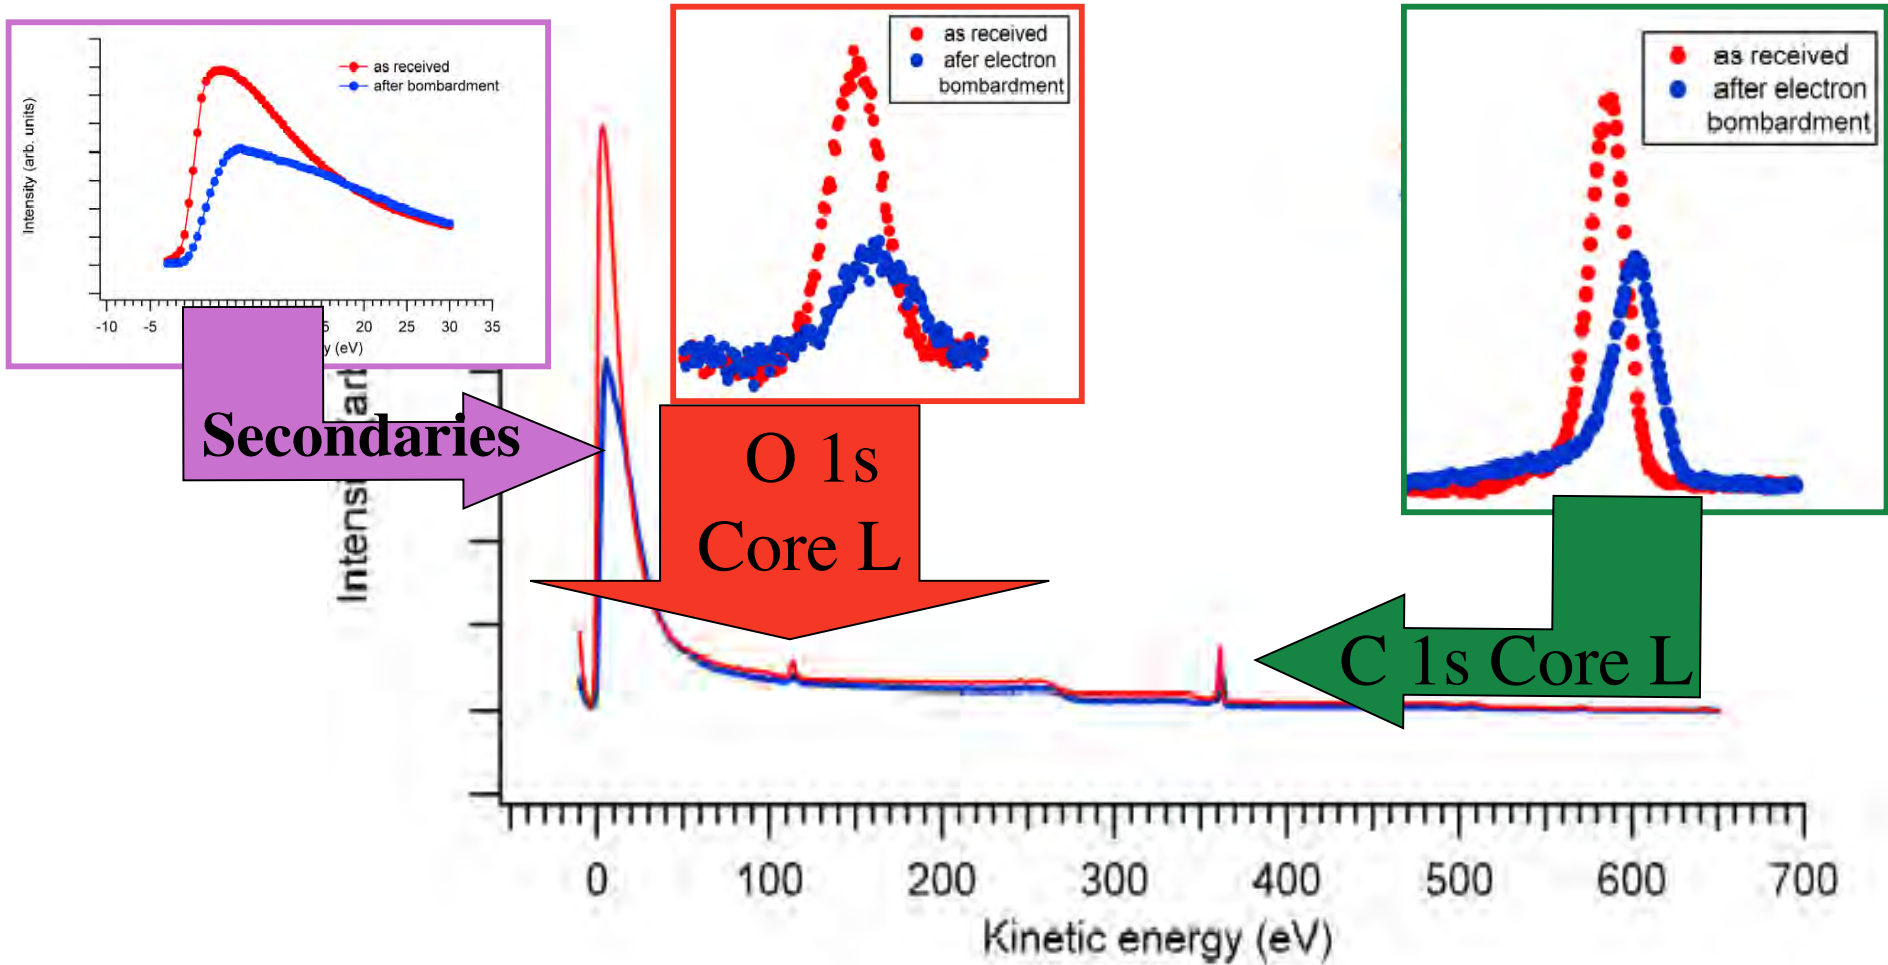 as received
after bombardment
Intensity (arb. units)
-10 -5 5 20 25 30 35
y (eV)
as received
afer electron
bombardment
as received
after electron
bombardment
Secondaries
O 1s
Core L
C 1s Core L
Intensi (arb
0 100 200 300 400 500 600 700
Kinetic energy (eV)